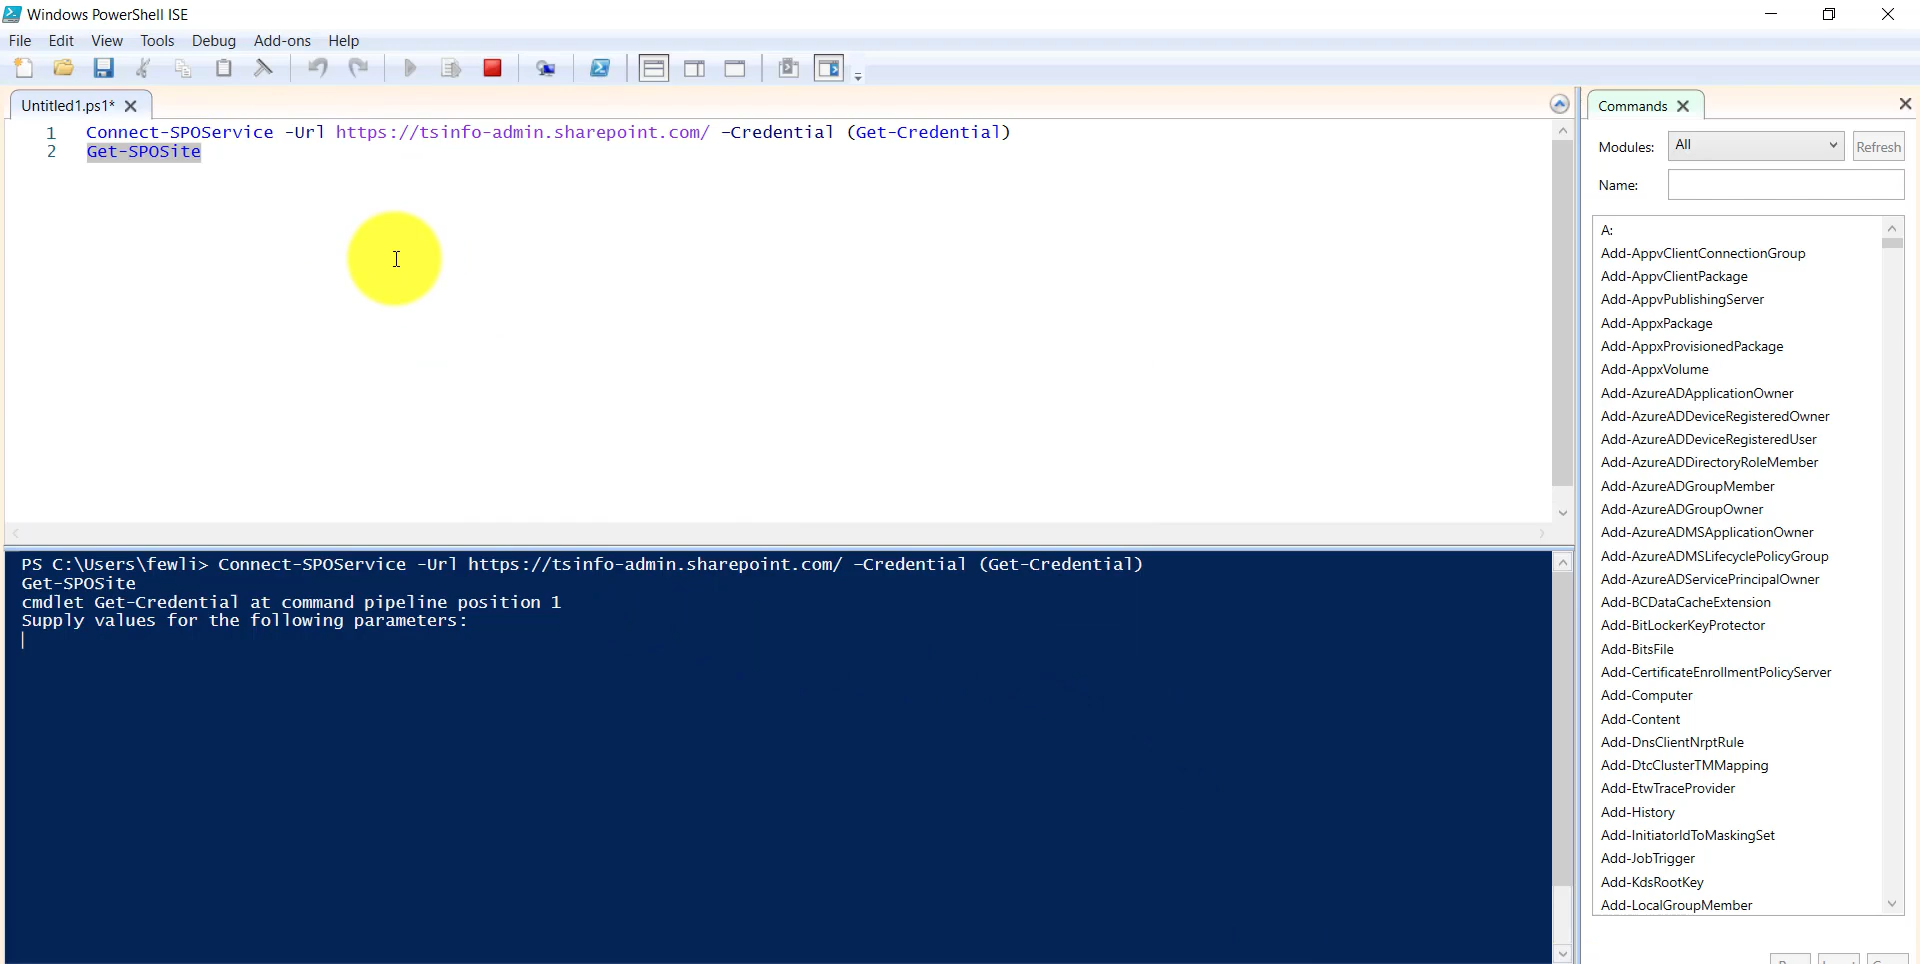 Windows PowerShell ISE
File Edit View Tools Debug Add-ons Help
Untitled1.ps1*
1 Connect-SPOService -Url https://tsinfo-admin.sharepoint.com/ -Credential (Get-Credential)
2 Get-SPOSite
PS C:\Users\fewli> Connect-SPOService -Url https://tsinfo-admin.sharepoint.com/ -Credential (Get-Credential)
Get-SPOSite
cmdlet Get-Credential at command pipeline position 1
Supply values for the following parameters:
Commands
Modules: All Refresh
Name:
A:
Add-AppvClientConnectionGroup
Add-AppvClientPackage
Add-AppvPublishingServer
Add-AppxPackage
Add-AppxProvisionedPackage
Add-AppxVolume
Add-AzureADApplicationOwner
Add-AzureADDeviceRegisteredOwner
Add-AzureADDeviceRegisteredUser
Add-AzureADDirectoryRoleMember
Add-AzureADGroupMember
Add-AzureADGroupOwner
Add-AzureADMSApplicationOwner
Add-AzureADMSLifecyclePolicyGroup
Add-AzureADServicePrincipalOwner
Add-BCDataCacheExtension
Add-BitLockerKeyProtector
Add-BitsFile
Add-CertificateEnrollmentPolicyServer
Add-Computer
Add-Content
Add-DnsClientNrptRule
Add-DtcClusterTMMapping
Add-EtwTraceProvider
Add-History
Add-InitiatorIdToMaskingSet
Add-JobTrigger
Add-KdsRootKey
Add-LocalGroupMember